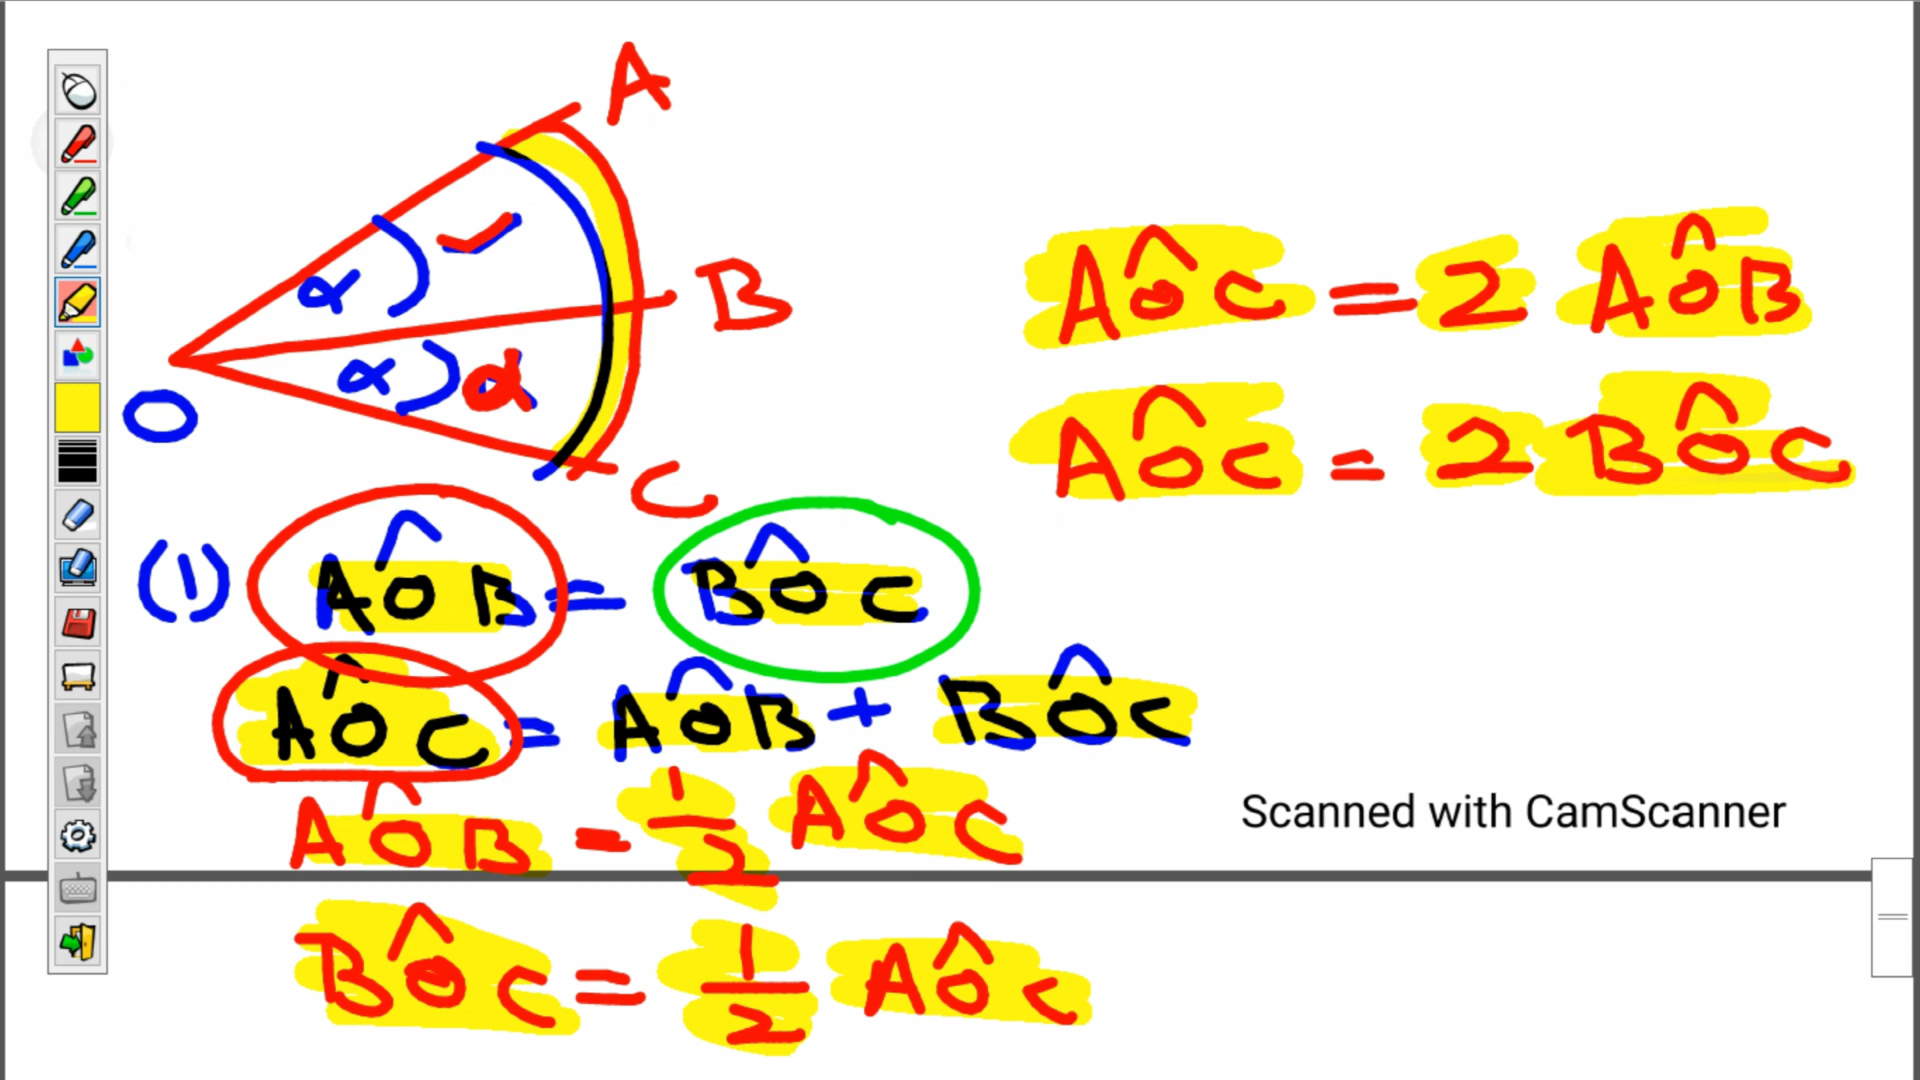 A
B
C
O
α
α α
AÔC = 2 AÔB
AÔC = 2 BÔC
(1) AÔB = BÔC
AÔC = AÔB + BÔC
AÔB = 1/2 AÔC
Scanned with CamScanner
BÔC = 1/2 AÔC